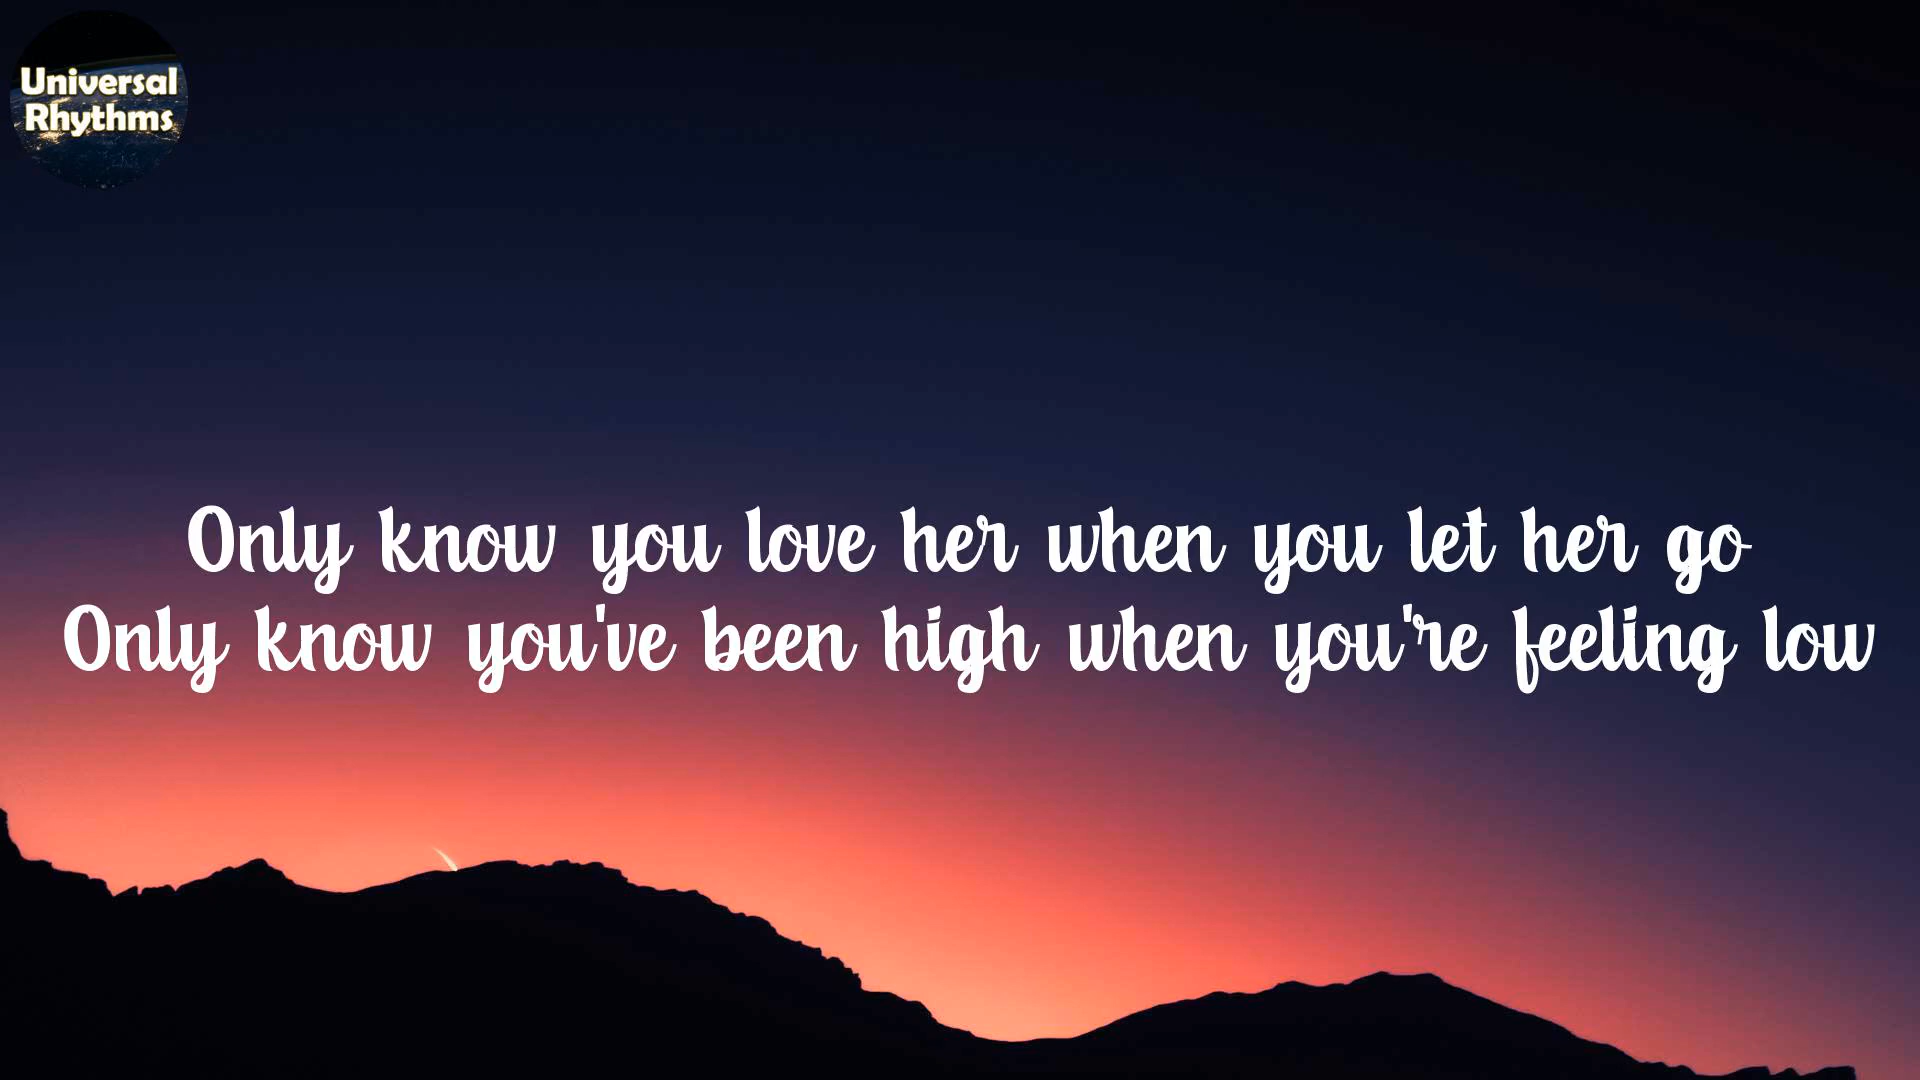 Universal
Rhythms
Only know you love her when you let her go
Only know you've been high when you're feeling low